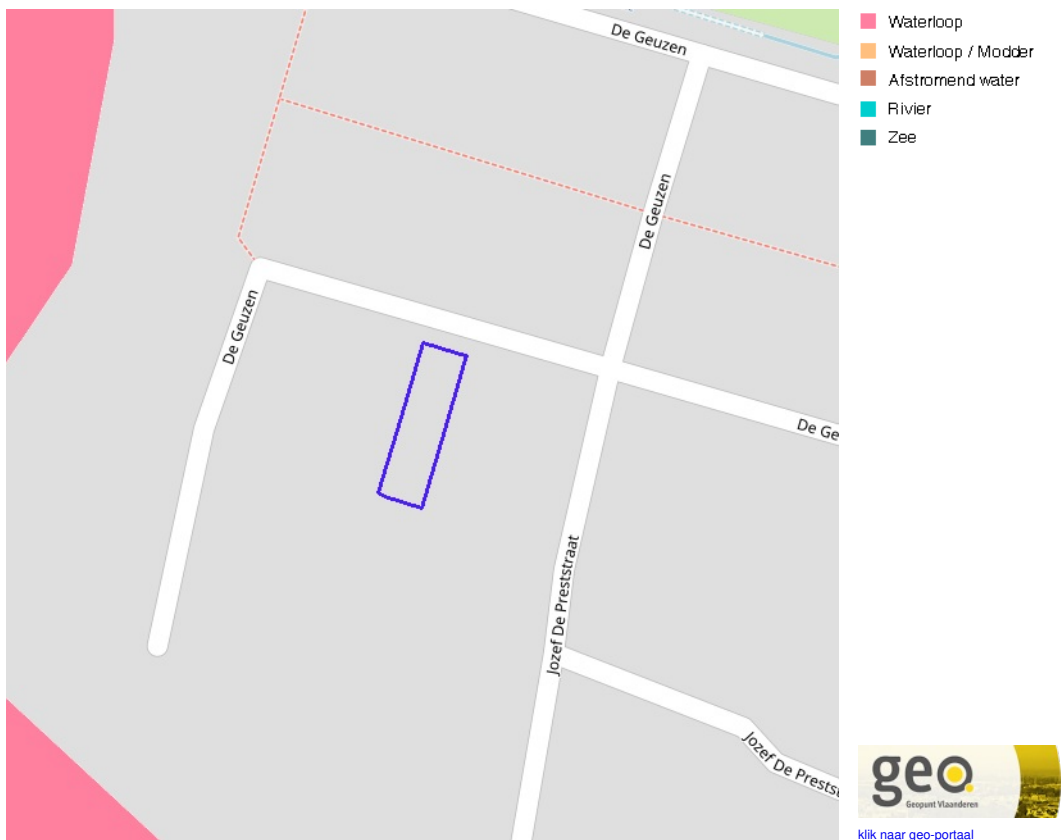 De Geuzen
De Geuzen
De Geuzen
De Ge
Jozef De Preststraat
Jozef De Prestst
Waterloop
Waterloop / Modder
Afstromend water
Rivier
Zee
geo
Geopunt Vlaanderen
klik naar geo-portaal